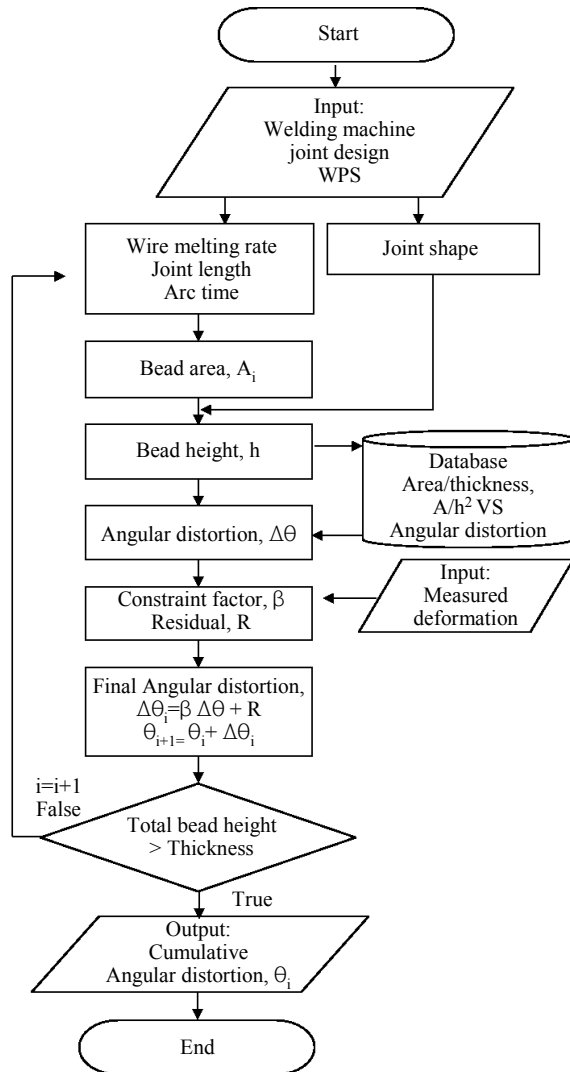 Start
Input:
Welding machine
joint design
WPS
Wire melting rate
Joint length
Arc time
Joint shape
Bead area, Aᵢ
Bead height, h
Database
Area/thickness,
A/h² VS
Angular distortion
Angular distortion, Δθ
Input:
Measured
deformation
Constraint factor, β
Residual, R
Final Angular distortion,
Δθᵢ=β Δθ + R
θᵢ₊₁₌ θᵢ+ Δθᵢ
i=i+1
False
Total bead height
> Thickness
True
Output:
Cumulative
Angular distortion, θᵢ
End